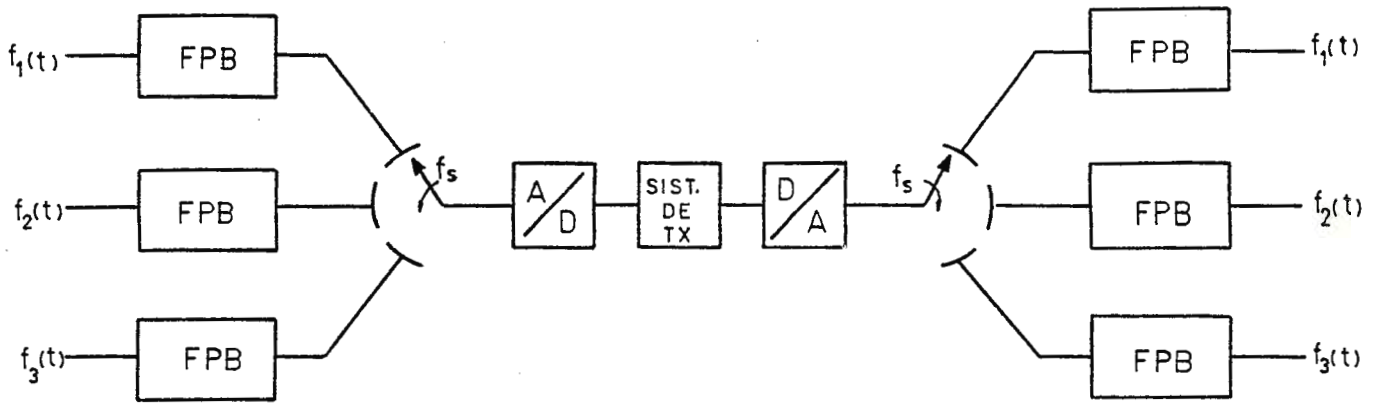 f₁(t)
FPB
f₂(t)
FPB
f₃(t)
FPB
fₛ
A/D
SIST.
DE
TX
D/A
fₛ
FPB
f₁(t)
FPB
f₂(t)
FPB
f₃(t)